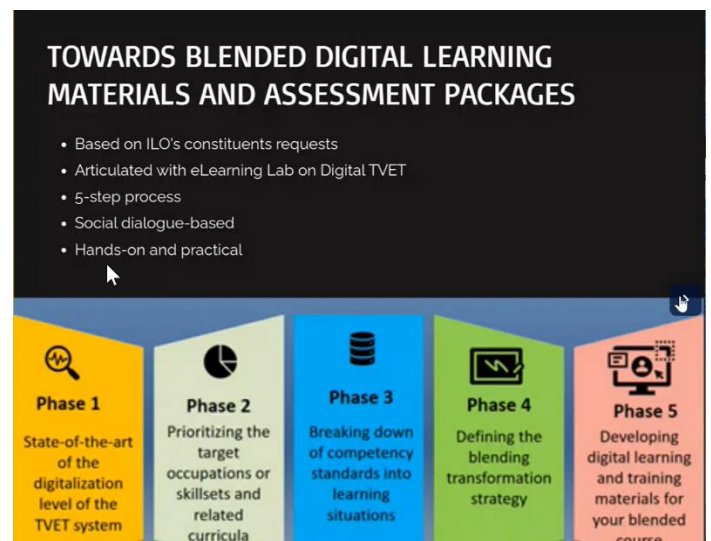 TOWARDS BLENDED DIGITAL LEARNING
MATERIALS AND ASSESSMENT PACKAGES
• Based on ILO's constituents requests
• Articulated with eLearning Lab on Digital TVET
• 5-step process
• Social dialogue-based
• Hands-on and practical
Phase 1
State-of-the-art
of the
digitalization
level of the
TVET system
Phase 2
Prioritizing the
target
occupations or
skillsets and
related
curricula
Phase 3
Breaking down
of competency
standards into
learning
situations
Phase 4
Defining the
blending
transformation
strategy
Phase 5
Developing
digital learning
and training
materials for
your blended
course